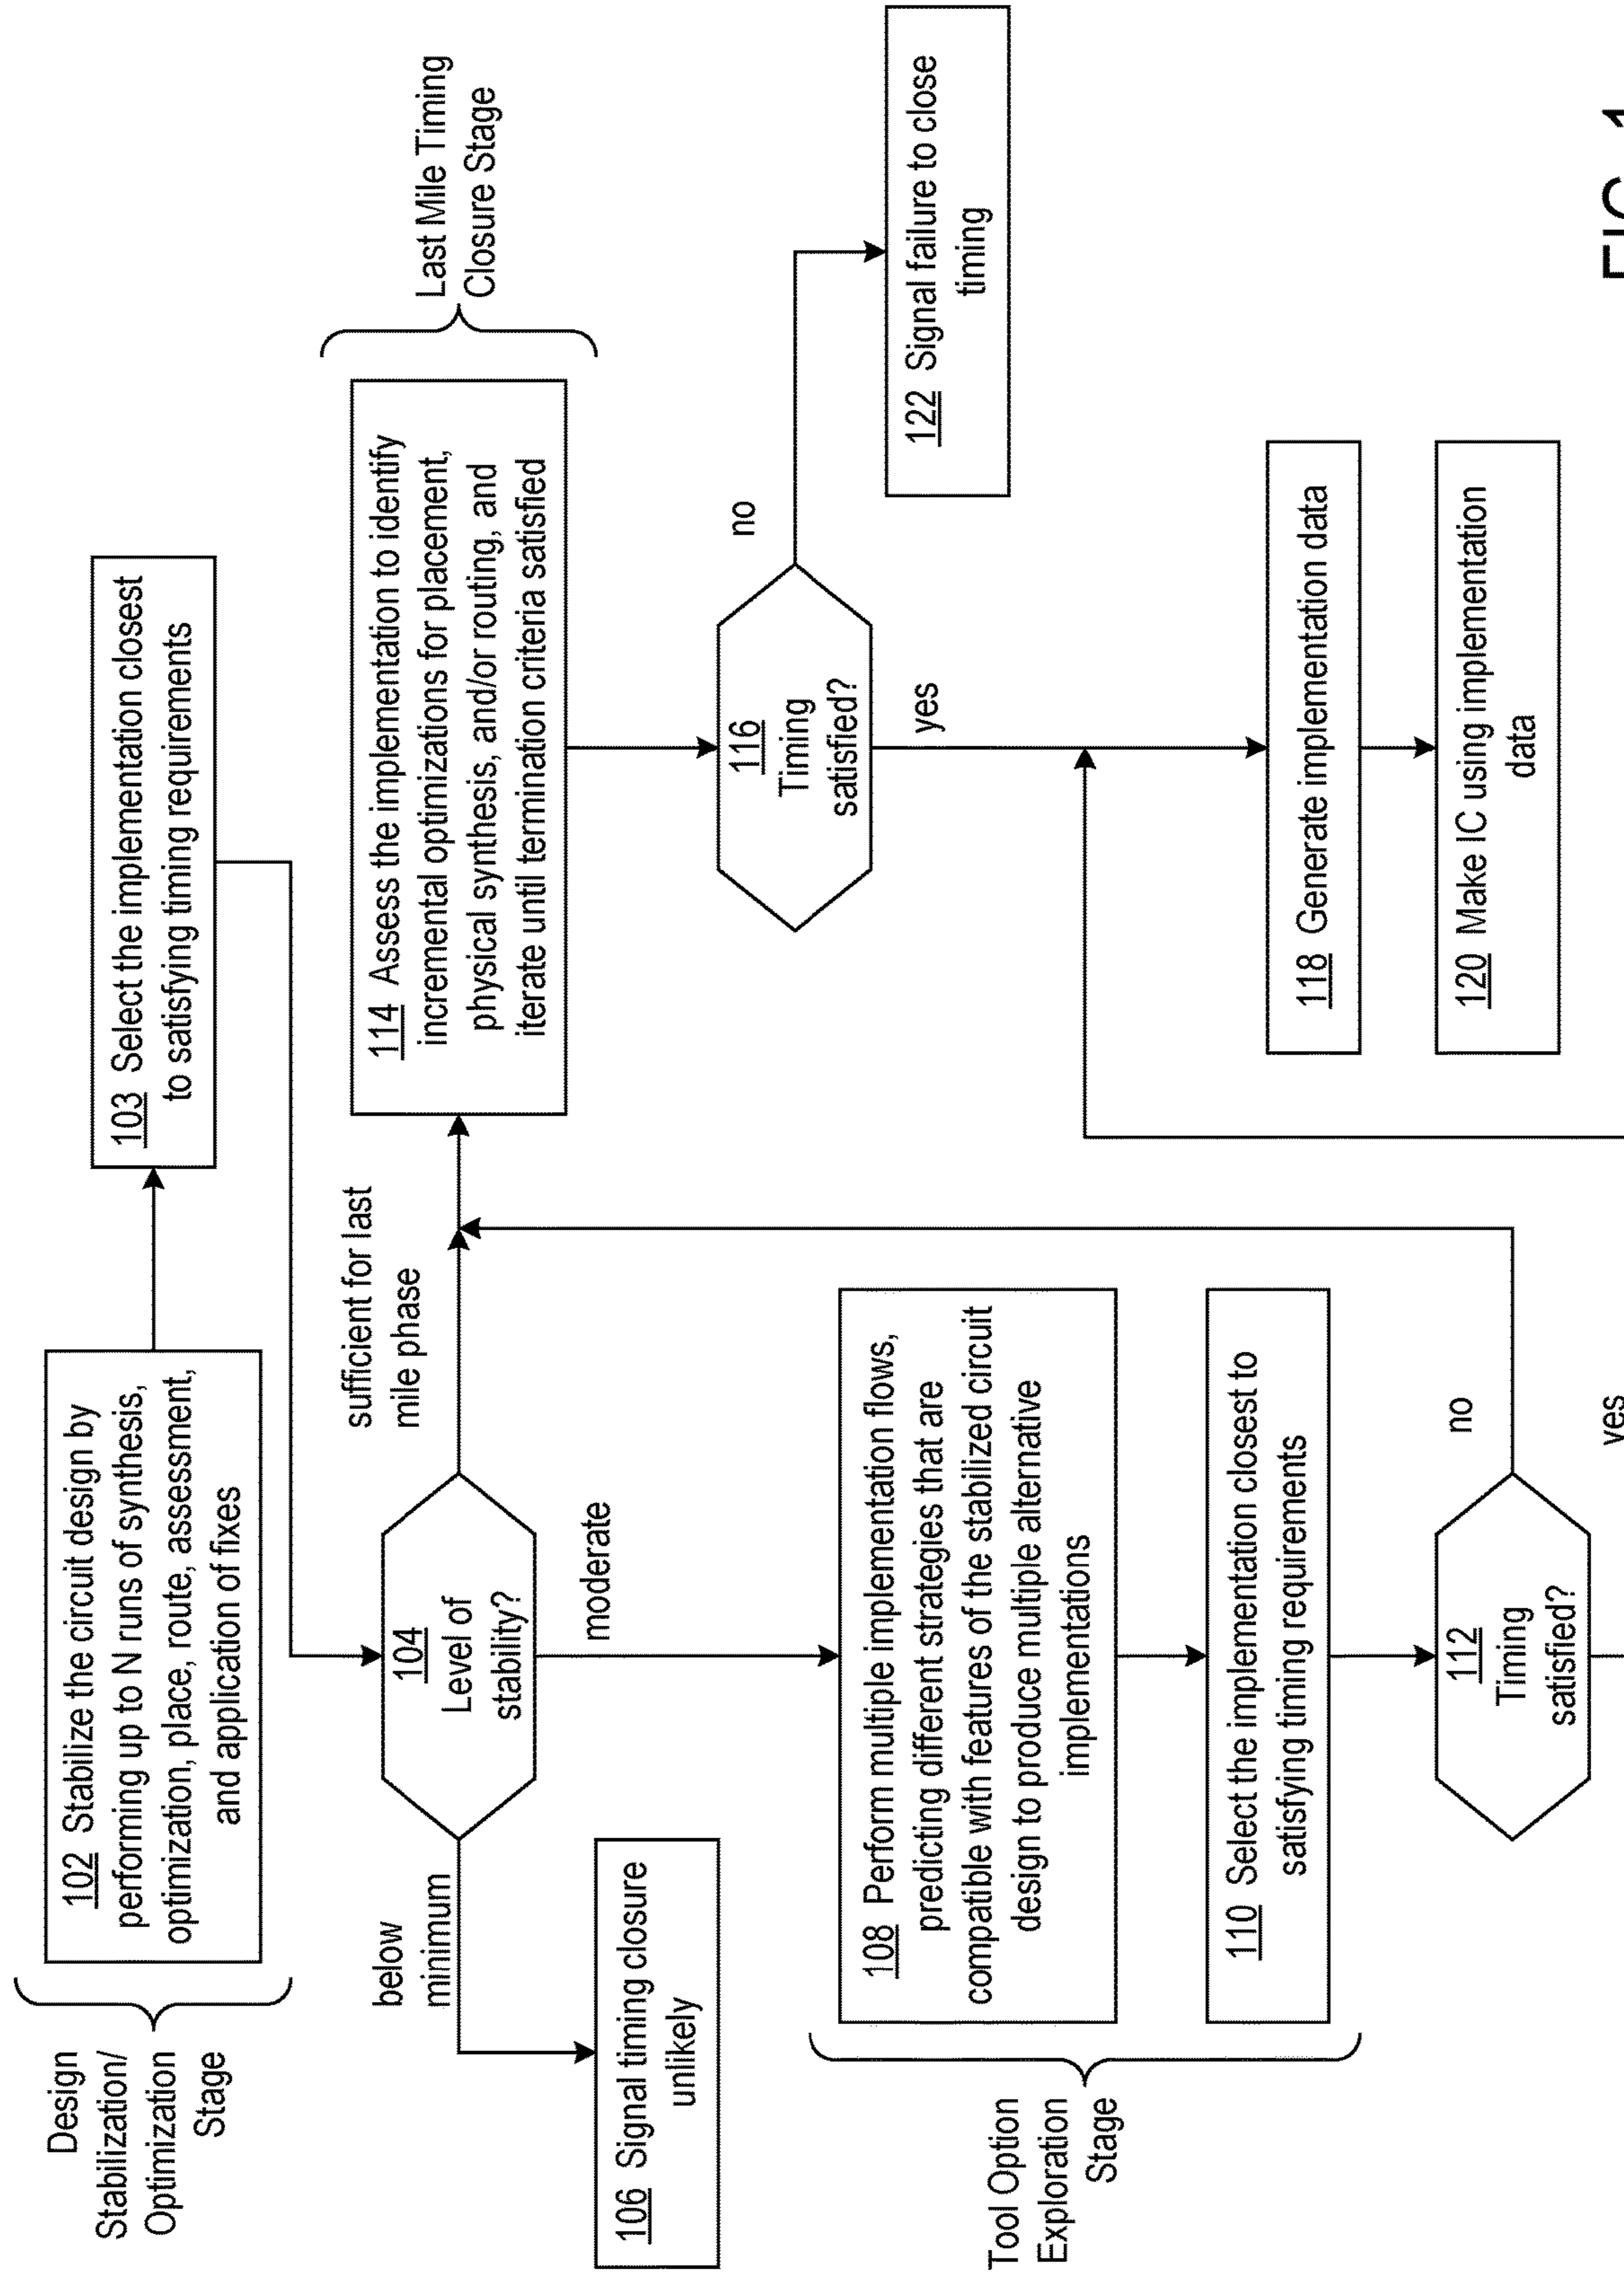 Design
Stabilization/
Optimization
Stage
102 Stabilize the circuit design by
performing up to N runs of synthesis,
optimization, place, route, assessment,
and application of fixes
103 Select the implementation closest
to satisfying timing requirements
104
Level of
stability?
below
minimum
106 Signal timing closure
unlikely
sufficient for last
mile phase
moderate
Tool Option
Exploration
Stage
108 Perform multiple implementation flows,
predicting different strategies that are
compatible with features of the stabilized circuit
design to produce multiple alternative
implementations
110 Select the implementation closest to
satisfying timing requirements
112
Timing
satisfied?
no
yes
Last Mile Timing
Closure Stage
114 Assess the implementation to identify
incremental optimizations for placement,
physical synthesis, and/or routing, and
iterate until termination criteria satisfied
116
Timing
satisfied?
no
yes
122 Signal failure to close
timing
118 Generate implementation data
120 Make IC using implementation
data
FIG. 1